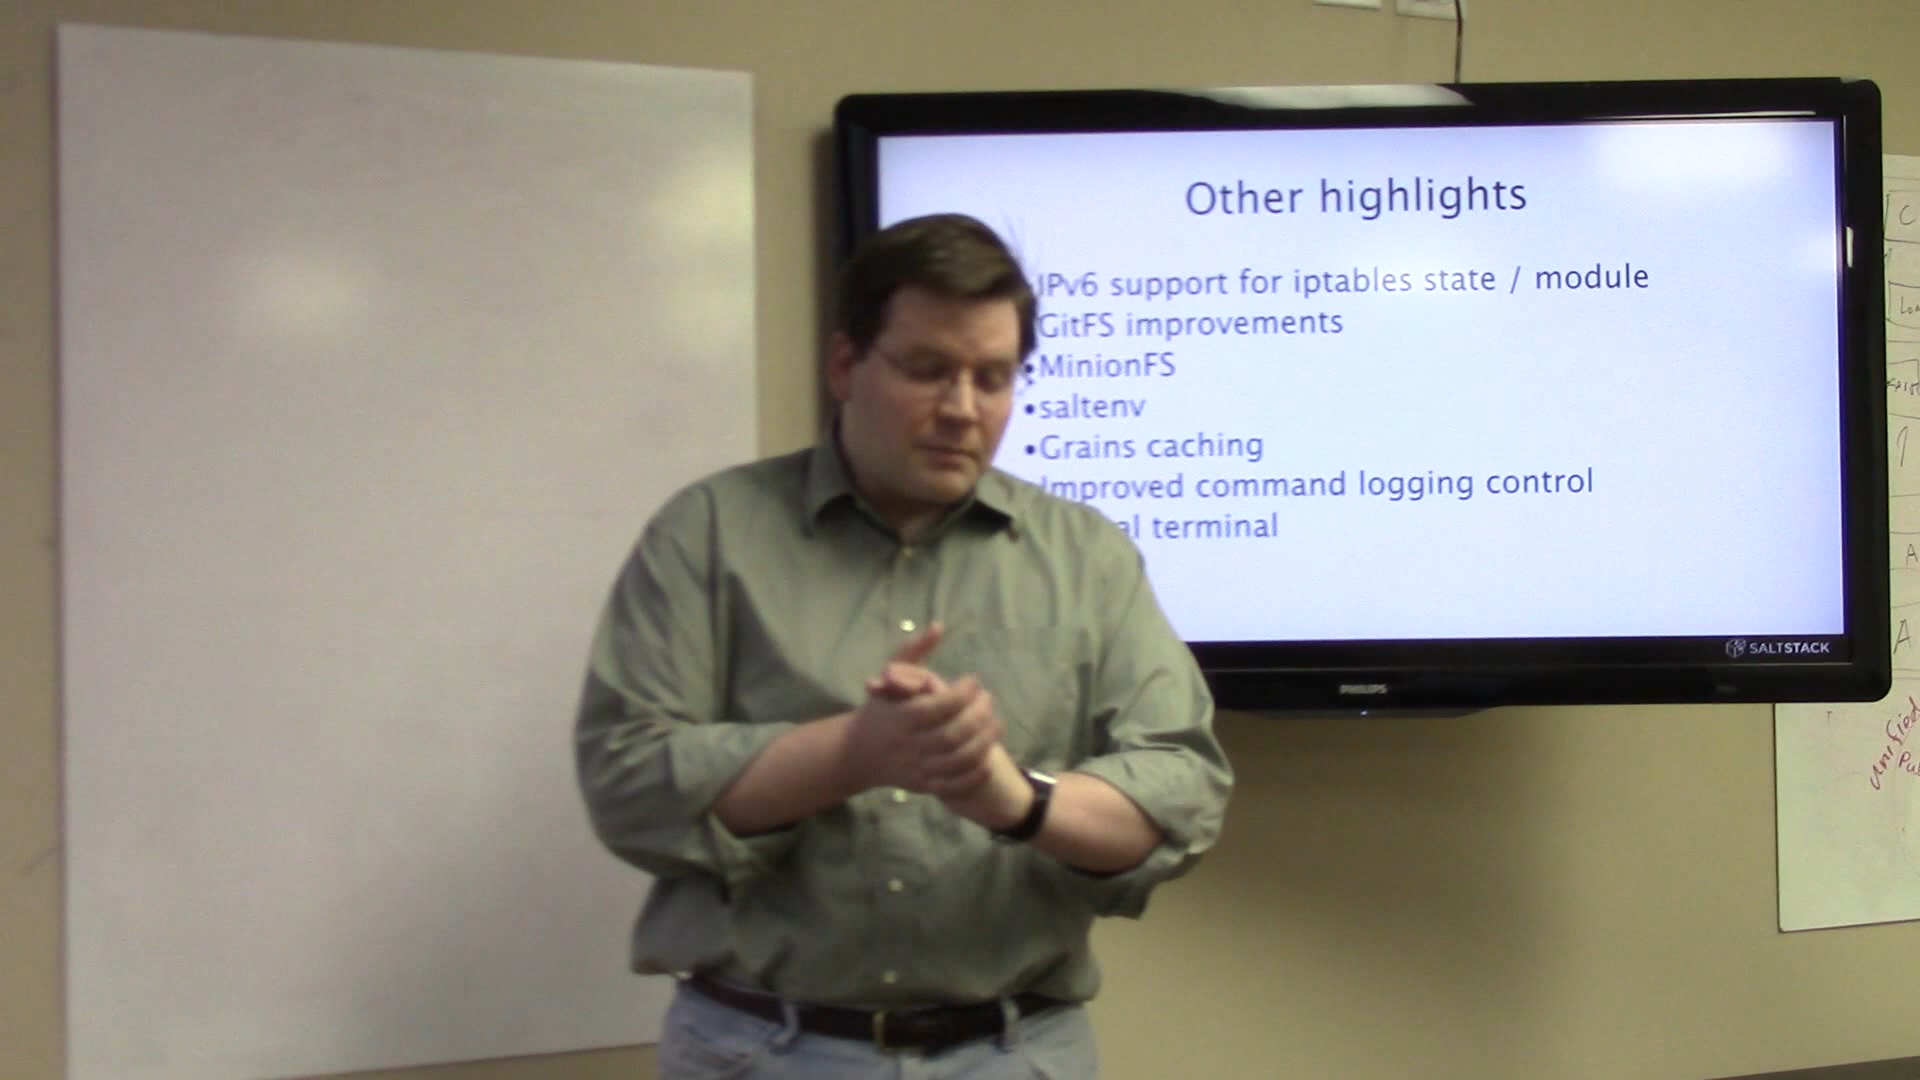 Other highlights
IPv6 support for iptables state / module
GitFS improvements
•MinionFS
•saltenv
•Grains caching
Improved command logging control
terminal
SALTSTACK
PHILIPS
Unified